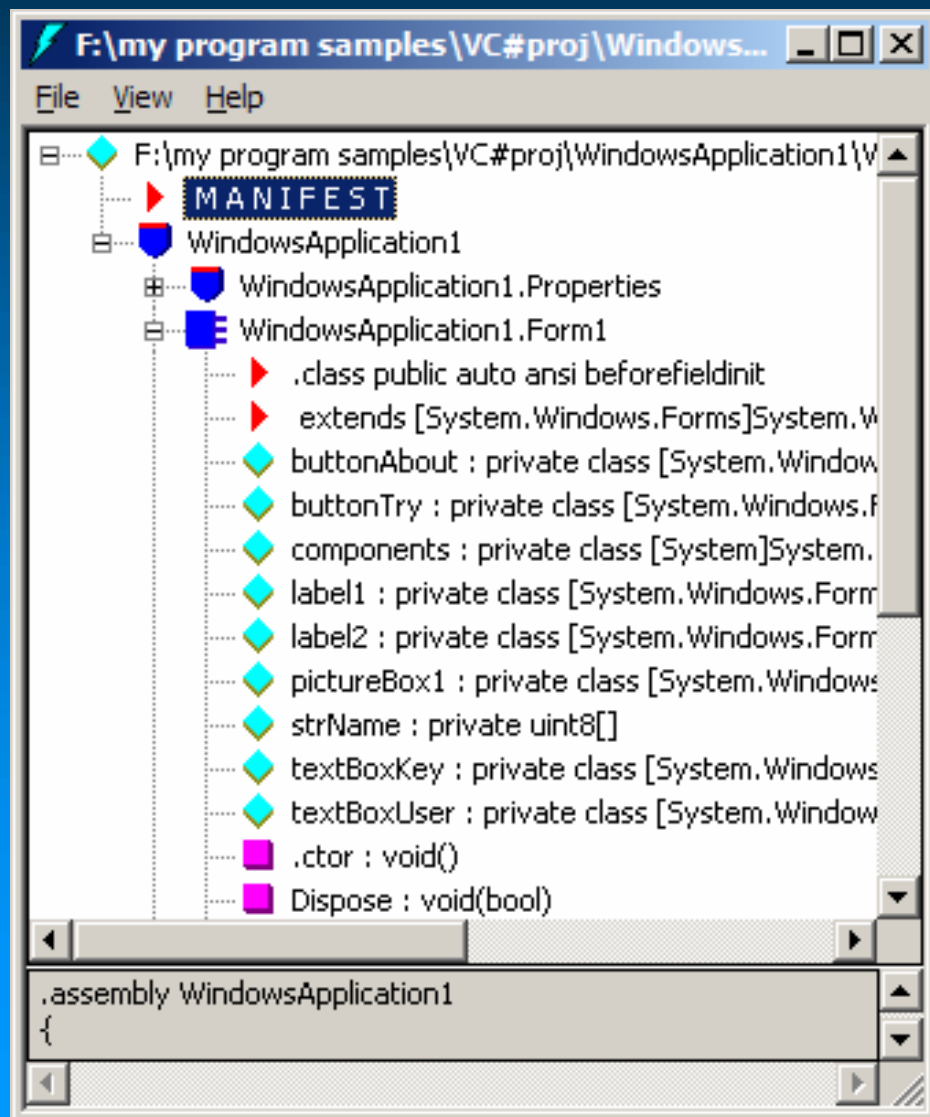 F:\my program samples\VC#proj\Windows...
File View Help
F:\my program samples\VC#proj\WindowsApplication1\V
M A N I F E S T
WindowsApplication1
WindowsApplication1.Properties
WindowsApplication1.Form1
.class public auto ansi beforefieldinit
extends [System.Windows.Forms]System.W
buttonAbout : private class [System.Window
buttonTry : private class [System.Windows.F
components : private class [System]System.
label1 : private class [System.Windows.Form
label2 : private class [System.Windows.Form
pictureBox1 : private class [System.Windows
strName : private uint8[]
textBoxKey : private class [System.Windows
textBoxUser : private class [System.Window
.ctor : void()
Dispose : void(bool)
.assembly WindowsApplication1
{